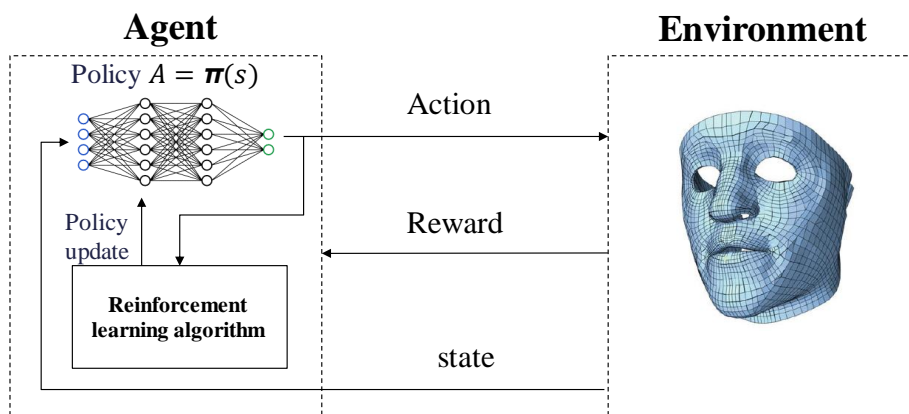 Agent
Environment
Policy A = π(s)
Action
Policy
update
Reward
Reinforcement
learning algorithm
state